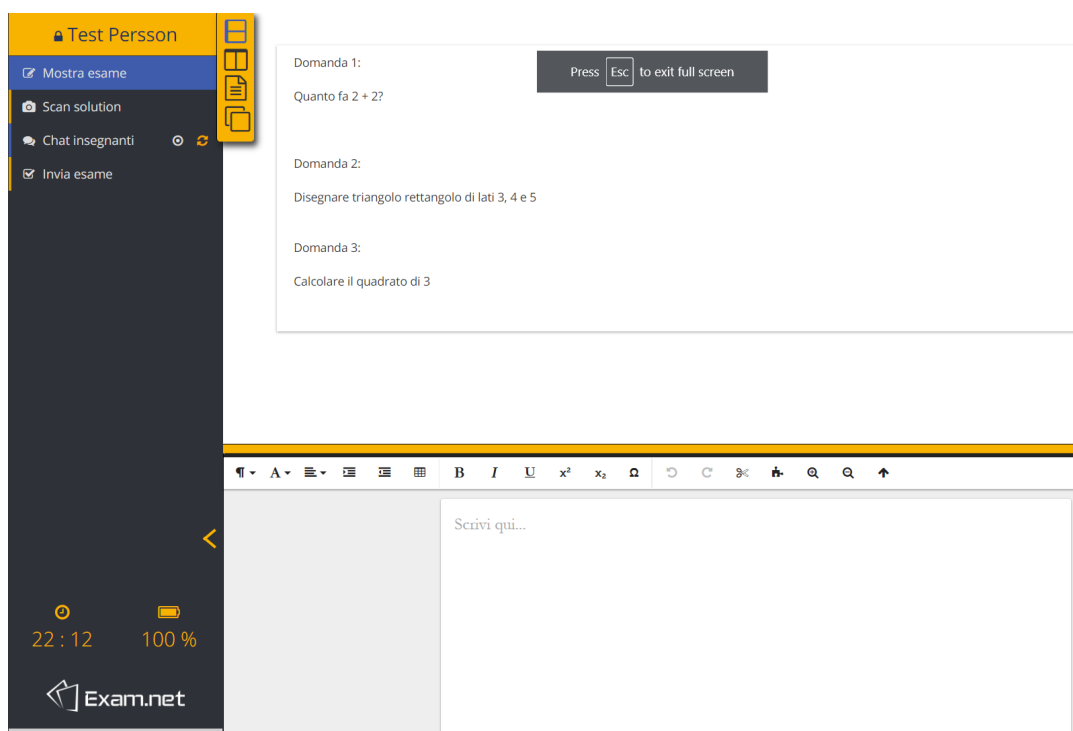 Test Persson
Mostra esame
Scan solution
Chat insegnanti
Invia esame
22 : 12
100 %
Exam.net
Domanda 1:
Press Esc to exit full screen
Quanto fa 2 + 2?
Domanda 2:
Disegnare triangolo rettangolo di lati 3, 4 e 5
Domanda 3:
Calcolare il quadrato di 3
¶ A B I U x² x₂ Ω
Scrivi qui...